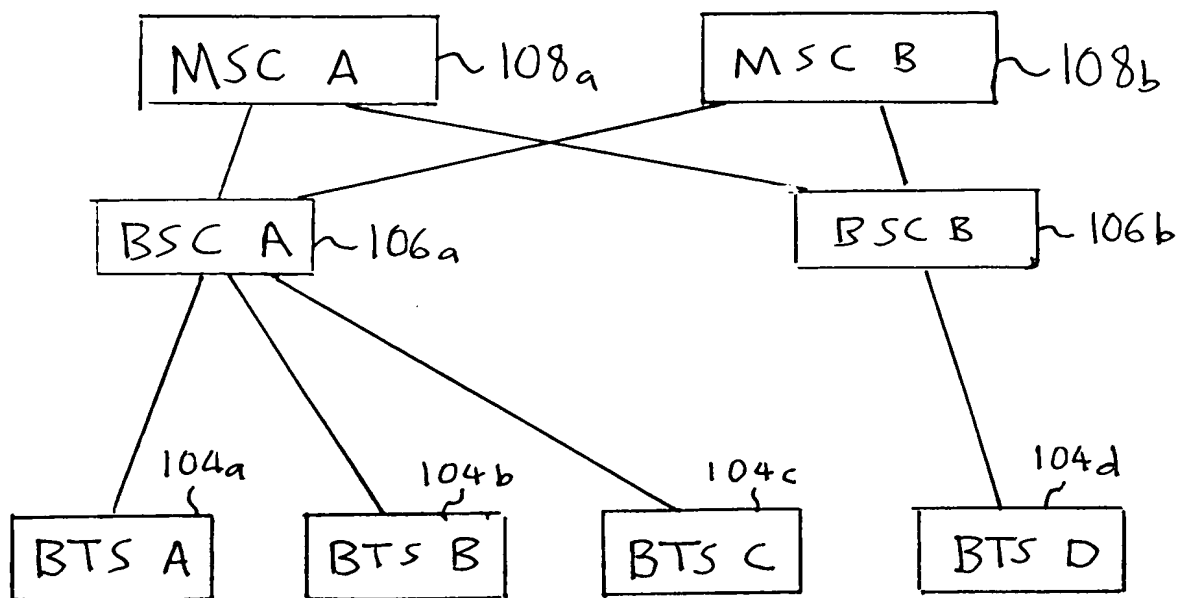 MSC A 108a
MSC B 108b
BSC A 106a
BSC B 106b
104a
104b
104c
104d
BTS A
BTS B
BTS C
BTS D